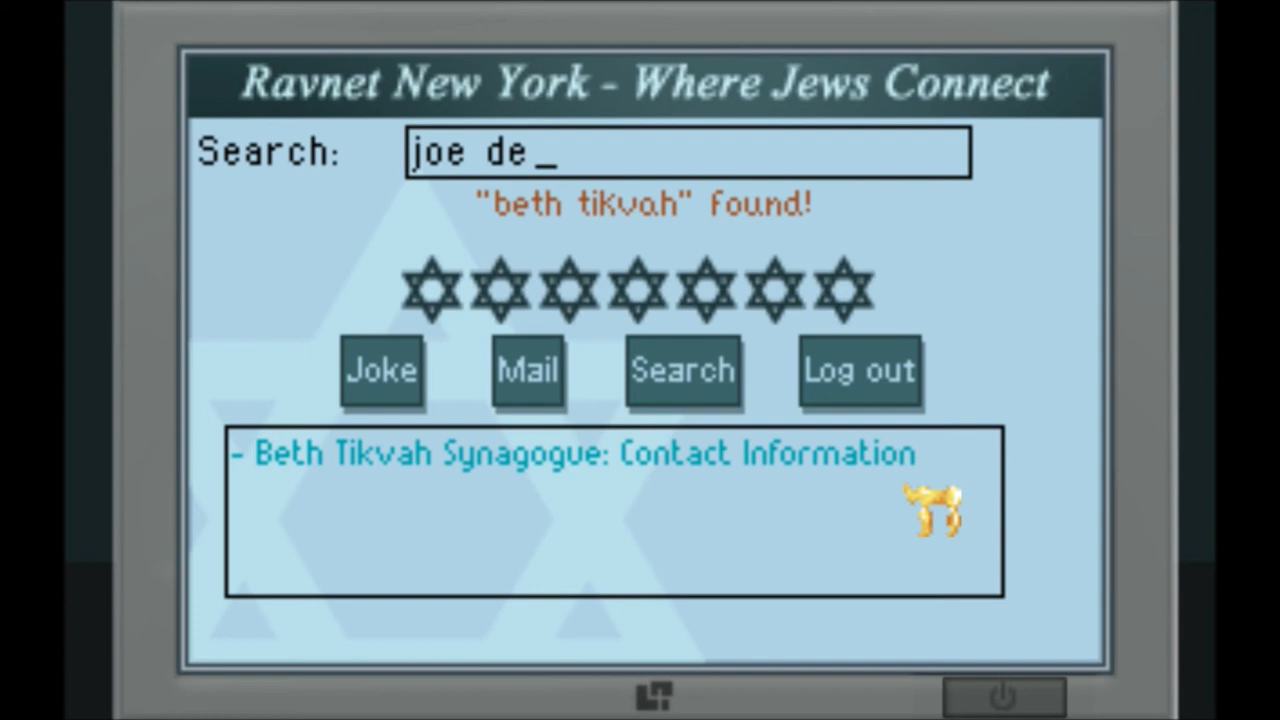 Ravnet New York - Where Jews Connect
Search: joe de_
"beth tikvah" found!
Joke Mail Search Log out
- Beth Tikvah Synagogue: Contact Information
חי